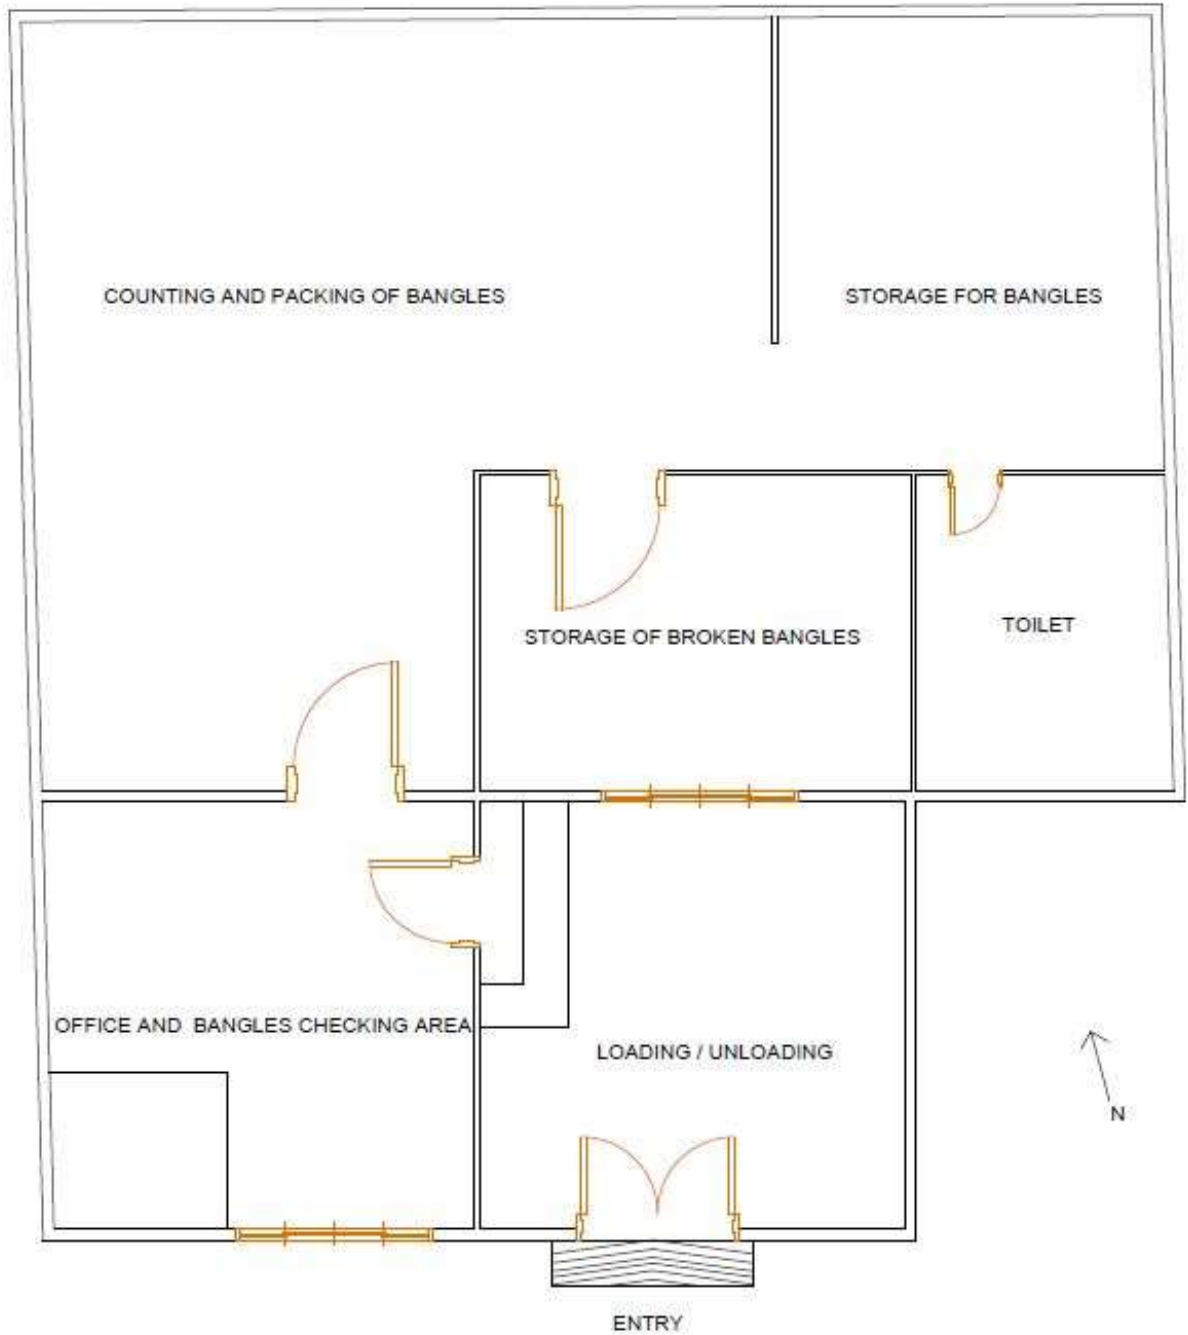 COUNTING AND PACKING OF BANGLES
STORAGE FOR BANGLES
STORAGE OF BROKEN BANGLES
TOILET
OFFICE AND BANGLES CHECKING AREA
LOADING / UNLOADING
N
ENTRY